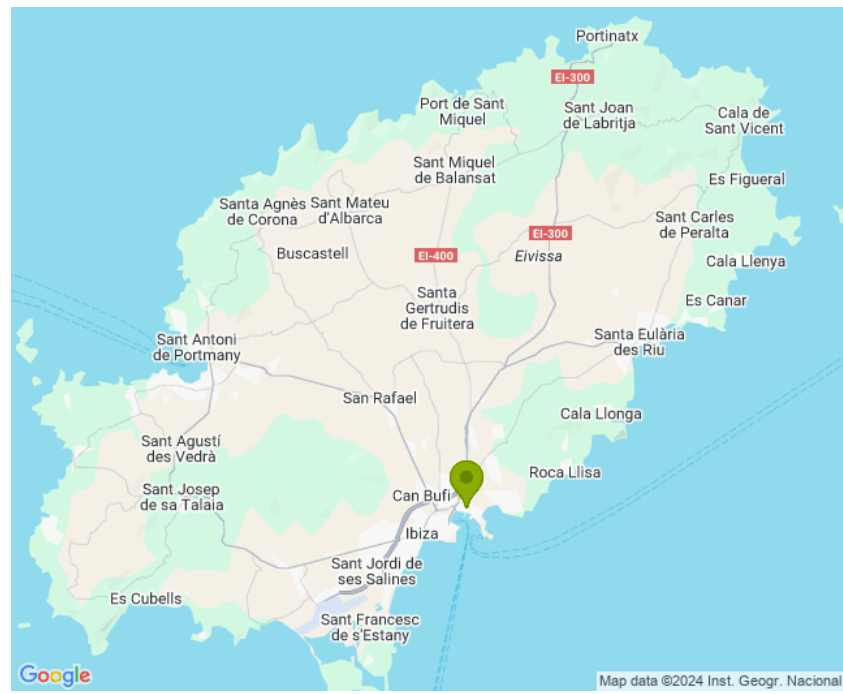 Portinatx
EI-300
Port de Sant
Miquel
Sant Joan
de Labritja
Cala de
Sant Vicent
Sant Miquel
de Balansat
Es Figueral
Santa Agnès
de Corona
Sant Mateu
d'Albarca
Sant Carles
de Peralta
EI-300
Buscastell
EI-400
Eivissa
Cala Llenya
Santa
Gertrudis
de Fruitera
Es Canar
Sant Antoni
de Portmany
Santa Eulària
des Riu
San Rafael
Cala Llonga
Sant Agustí
des Vedrà
Roca Llisa
Sant Josep
de sa Talaia
Can Bufí
Ibiza
Sant Jordi de
ses Salines
Es Cubells
Sant Francesc
de s'Estany
Google
Map data ©2024 Inst. Geogr. Nacional